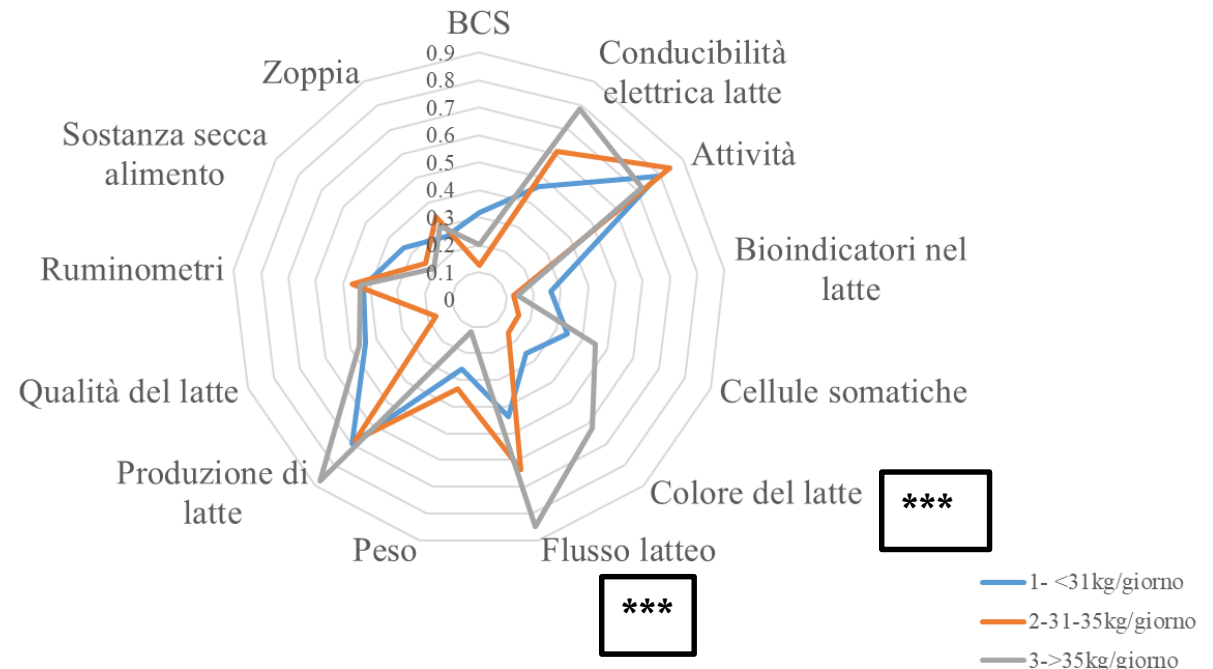 BCS
Conducibilità
elettrica latte
Attività
Bioindicatori nel
latte
Cellule somatiche
Colore del latte
***
Flusso latteo
***
Peso
Produzione di
latte
Qualità del latte
Ruminometri
Sostanza secca
alimento
Zoppia
0.9
0.8
0.7
0.6
0.5
0.4
0.3
0.2
0.1
0
1- <31kg/giorno
2-31-35kg/giorno
3->35kg/giorno